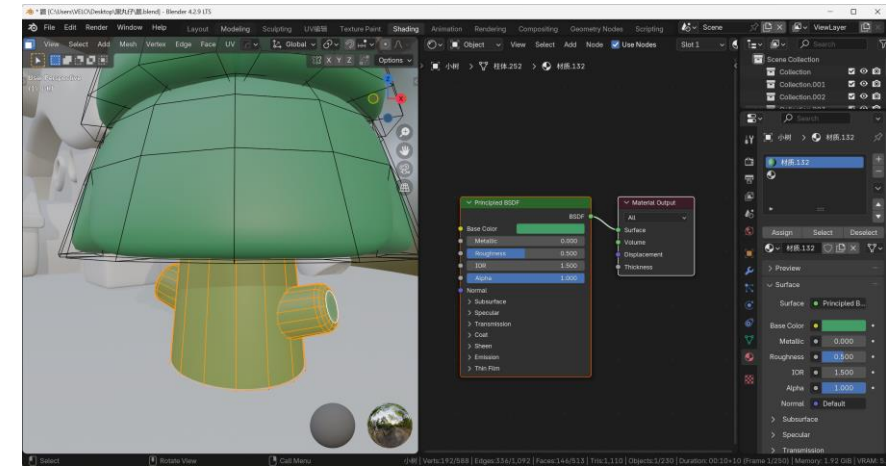 * 题 [C:\Users\VELO\Desktop\黑丸仔\题.blend] - Blender 4.2.9 LTS
File Edit Render Window Help Layout Modeling Sculpting UV编辑 Texture Paint Shading Animation Rendering Compositing Geometry Nodes Scripting Scene ViewLayer
View Select Add Mesh Vertex Edge Face UV Global Object View Select Add Node Use Nodes Slot 1 Search
X Y Z Options
小树 > 柱体.252 > 材质.132
User Perspective
Scene Collection
Collection
Collection.001
Collection.002
Search
小树 > 材质.132
材质.132
Assign Select Deselect
材质.132
Preview
Surface
Surface Principled B...
Base Color
Metallic 0.000
Roughness 0.500
IOR 1.500
Alpha 1.000
Normal Default
Subsurface
Specular
Transmission
Principled BSDF
BSDF
Base Color
Metallic 0.000
Roughness 0.500
IOR 1.500
Alpha 1.000
Normal
Subsurface
Specular
Transmission
Coat
Sheen
Emission
Thin Film
Material Output
All
Surface
Volume
Displacement
Thickness
Select Rotate View Call Menu 小树 | Verts:192/588 | Edges:336/1,092 | Faces:146/513 | Tris:1,110 | Objects:1/230 | Duration: 00:10+10 (Frame 1/250) | Memory: 1.92 GiB | VRAM: 5